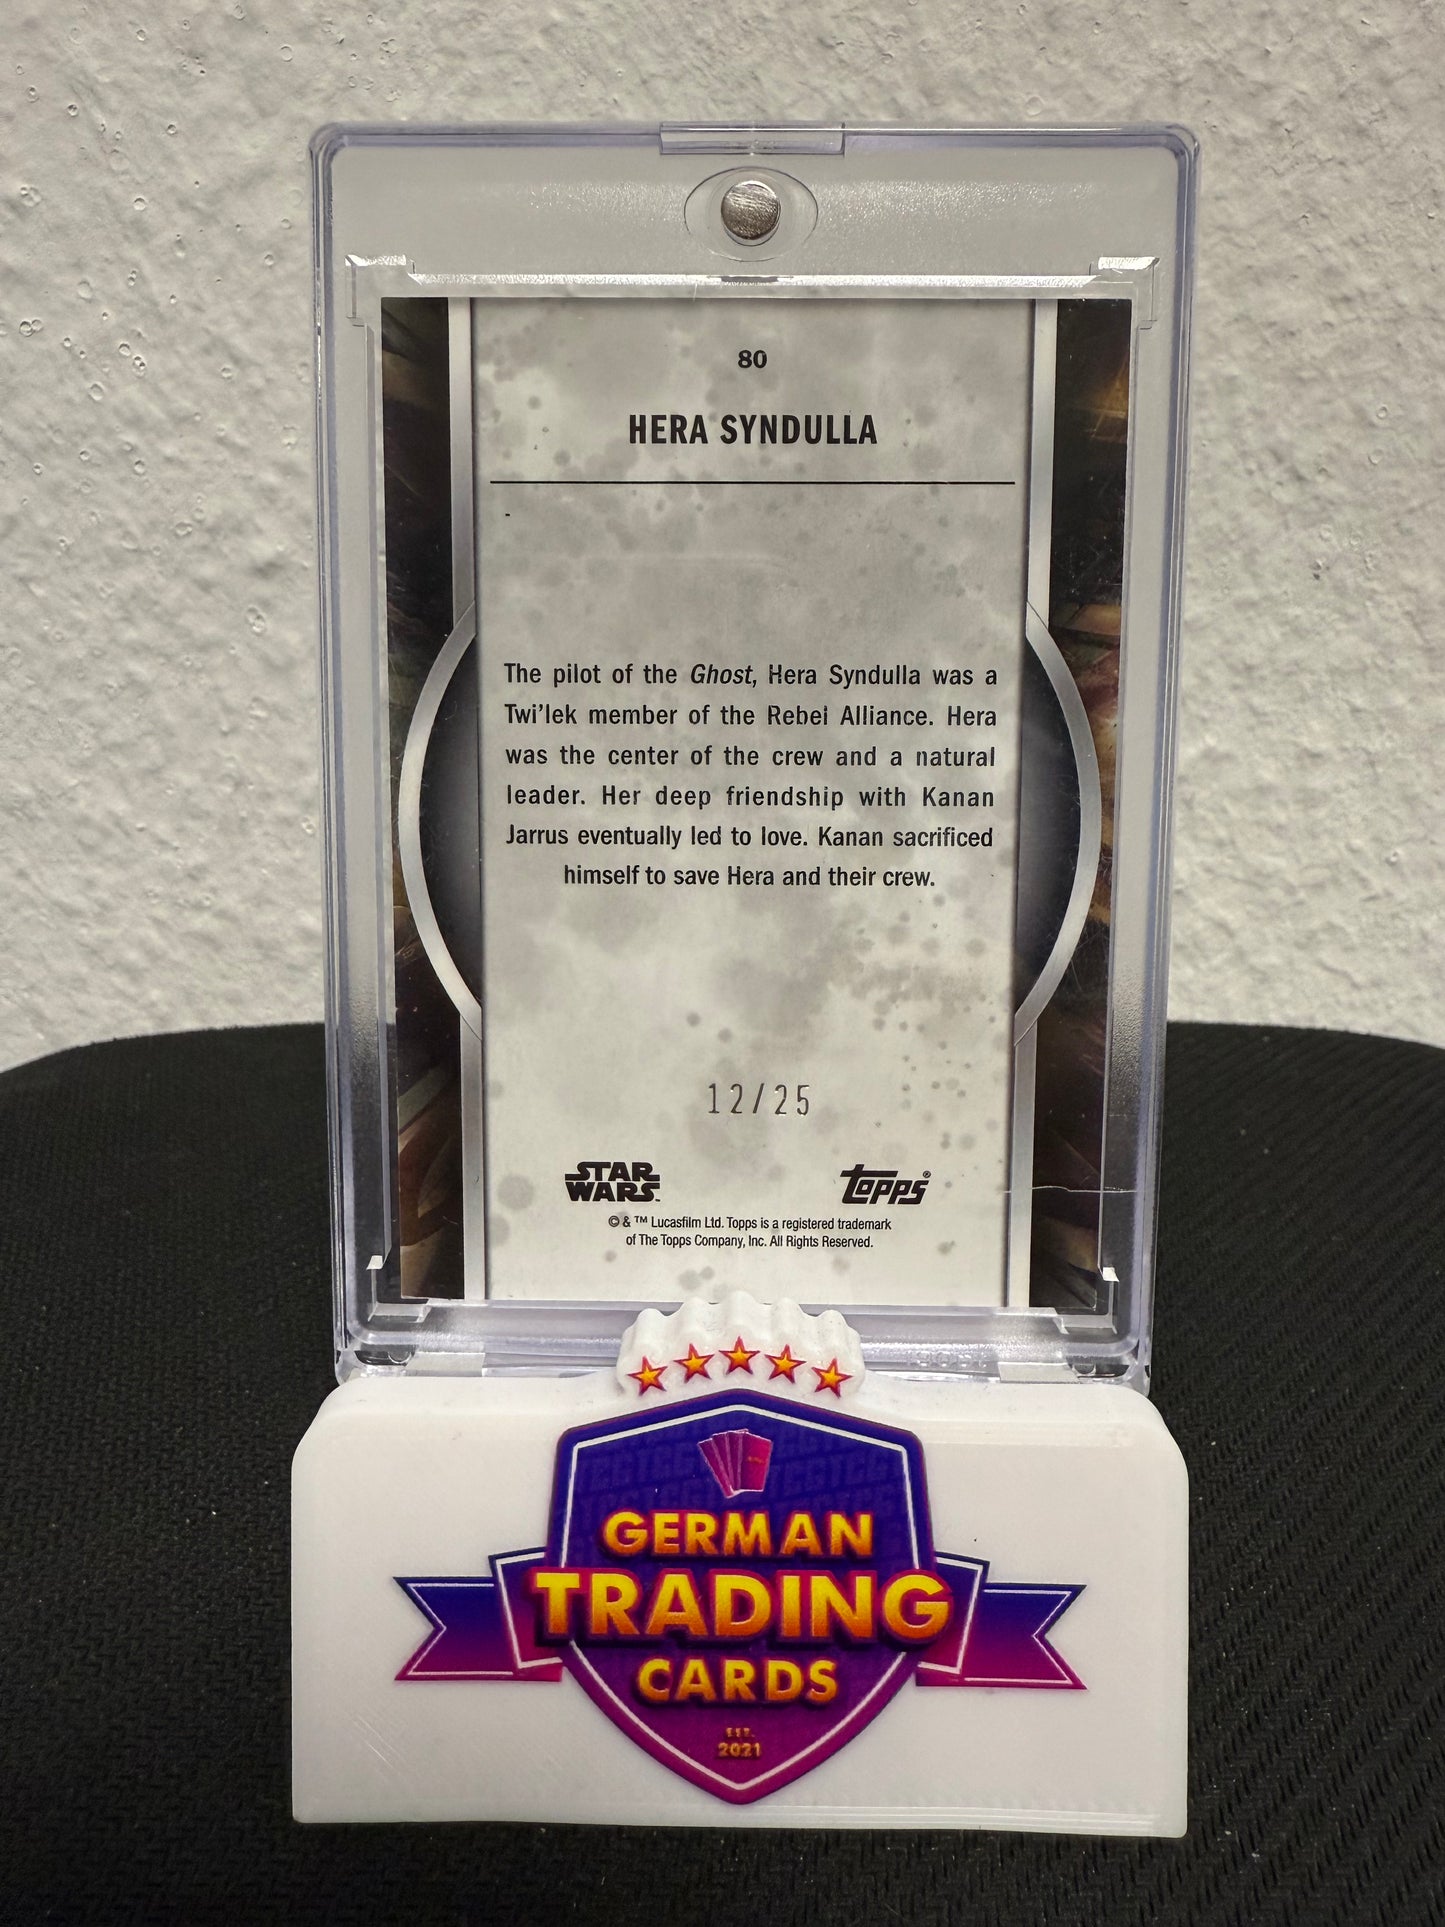 80
HERA SYNDULLA
The pilot of the Ghost, Hera Syndulla was a
Twi'lek member of the Rebel Alliance. Hera
was the center of the crew and a natural
leader. Her deep friendship with Kanan
Jarrus eventually led to love. Kanan sacrificed
himself to save Hera and their crew.
12/25
STAR
WARS™
TOPPS®
© & ™ Lucasfilm Ltd. Topps is a registered trademark
of The Topps Company, Inc. All Rights Reserved.
GERMAN
TRADING
CARDS
EST.
2021